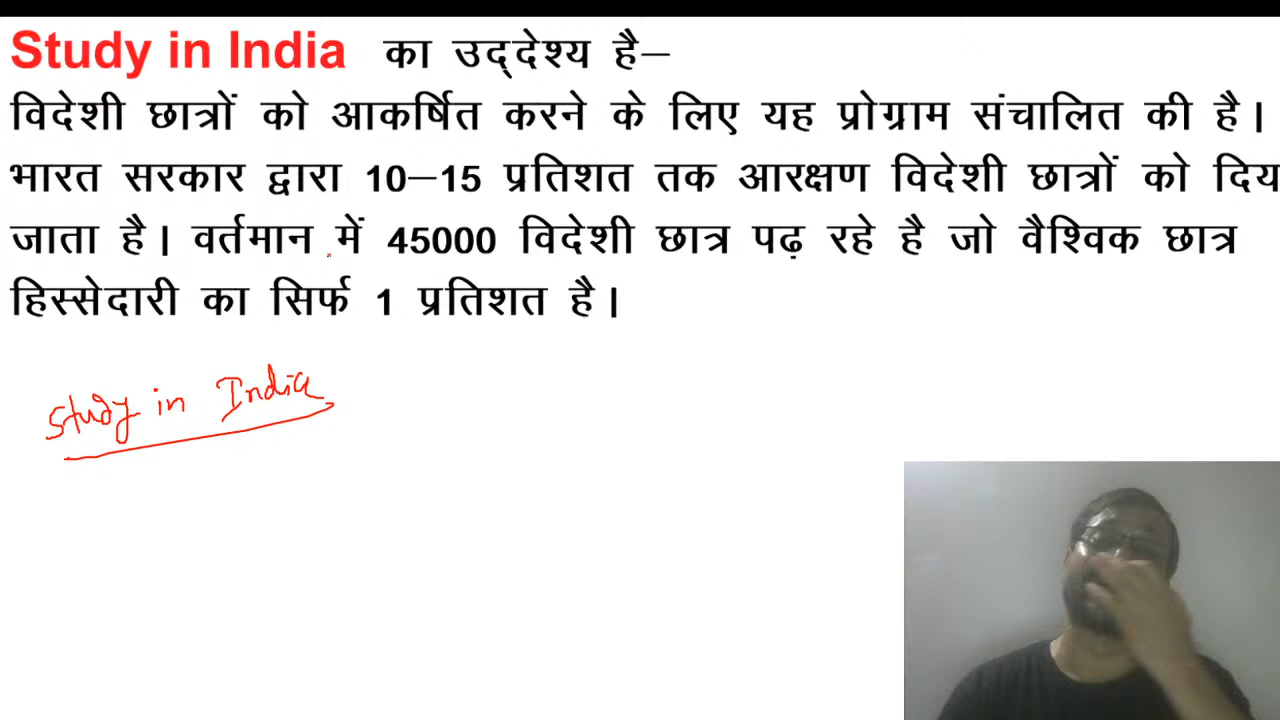 Study in India का उद्देश्य है–
विदेशी छात्रों को आकर्षित करने के लिए यह प्रोग्राम संचालित की है।
भारत सरकार द्वारा 10–15 प्रतिशत तक आरक्षण विदेशी छात्रों को दिय
जाता है। वर्तमान में 45000 विदेशी छात्र पढ़ रहे है जो वैश्विक छात्र
हिस्सेदारी का सिर्फ 1 प्रतिशत है।
Study in India